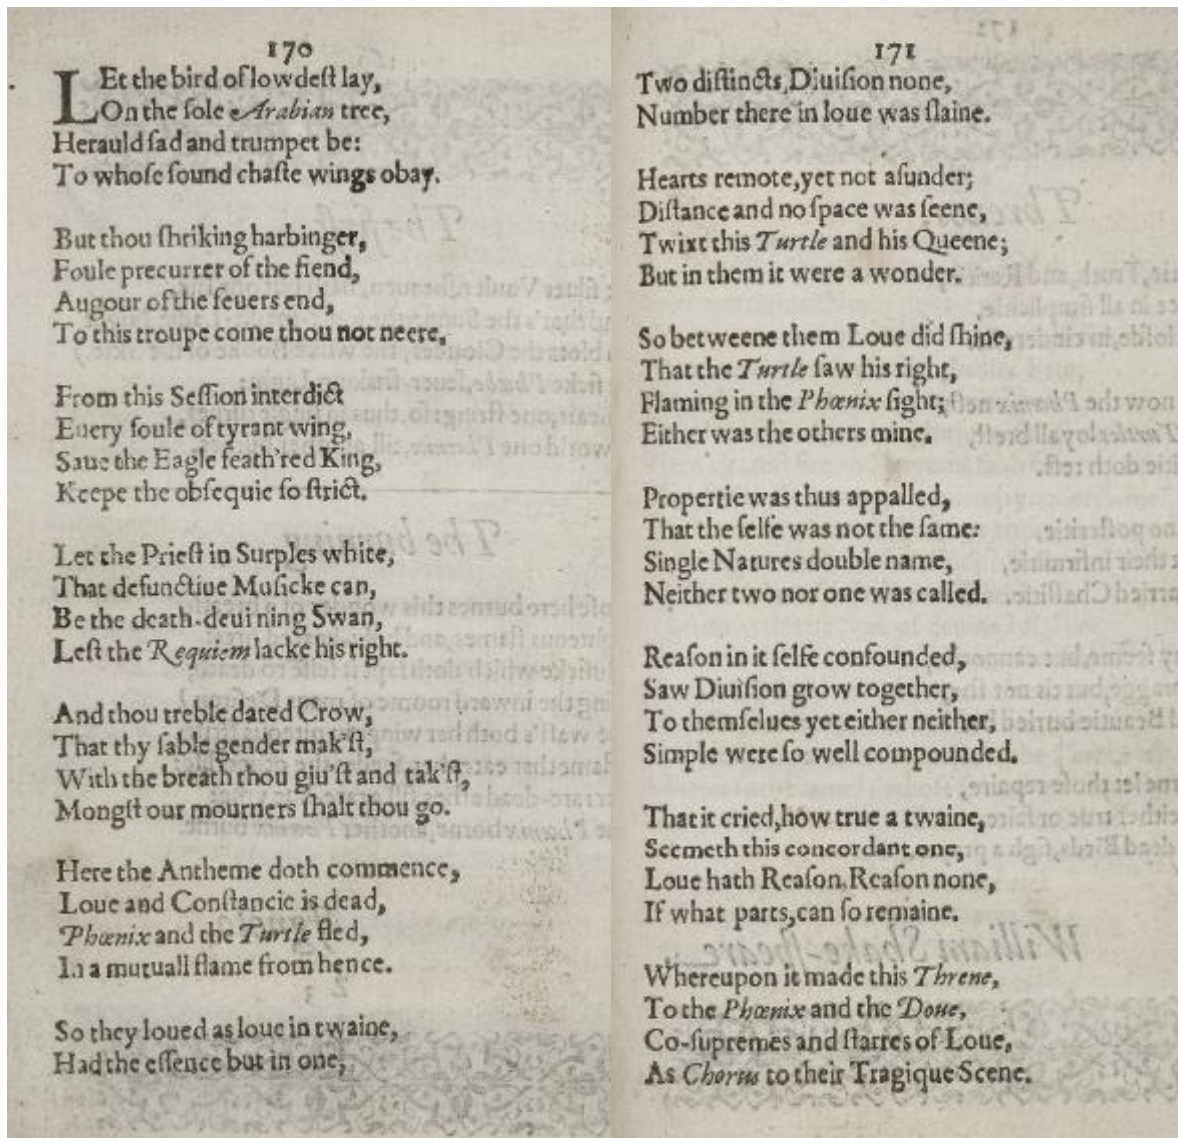 170
LEt the bird of lowdeſt lay,
On the ſole Arabian tree,
Herauld ſad and trumpet be:
To whoſe ſound chaſte wings obay.
But thou ſhriking harbinger,
Foule precurrer of the fiend,
Augour of the feuers end,
To this troupe come thou not neere.
From this Seſſion interdict
Euery foule of tyrant wing,
Saue the Eagle feath'red King,
Keepe the obſequie ſo ſtrict.
Let the Prieſt in Surples white,
That defunctiue Muſicke can,
Be the death-deuining Swan,
Leſt the Requiem lacke his right.
And thou treble dated Crow,
That thy ſable gender mak'ſt,
With the breath thou giu'ſt and tak'ſt,
Mongſt our mourners ſhalt thou go.
Here the Antheme doth commence,
Loue and Conſtancie is dead,
Phœnix and the Turtle fled,
In a mutuall flame from hence.
So they loued as loue in twaine,
Had the eſſence but in one,
171
Two diſtincts, Diuiſion none,
Number there in loue was ſlaine.
Hearts remote, yet not aſunder;
Diſtance and no ſpace was ſeene,
Twixt this Turtle and his Queene;
But in them it were a wonder.
So betweene them Loue did ſhine,
That the Turtle ſaw his right,
Flaming in the Phœnix ſight;
Either was the others mine.
Propertie was thus appalled,
That the ſelfe was not the ſame:
Single Natures double name,
Neither two nor one was called.
Reaſon in it ſelfe confounded,
Saw Diuiſion grow together,
To themſelues yet either neither,
Simple were ſo well compounded.
That it cried, how true a twaine,
Seemeth this concordant one,
Loue hath Reaſon, Reaſon none,
If what parts, can ſo remaine.
Whereupon it made this Threne,
To the Phœnix and the Doue,
Co-ſupremes and ſtarres of Loue,
As Chorus to their Tragique Scene.